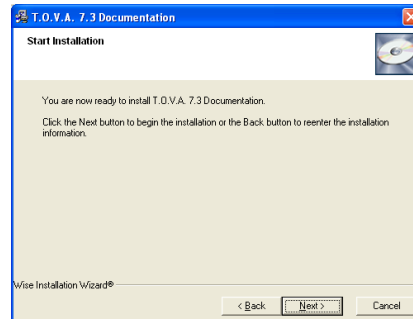 T.O.V.A. 7.3 Documentation
Start Installation
You are now ready to install T.O.V.A. 7.3 Documentation.
Click the Next button to begin the installation or the Back button to reenter the installation
information.
Wise Installation Wizard®
< Back Next > Cancel